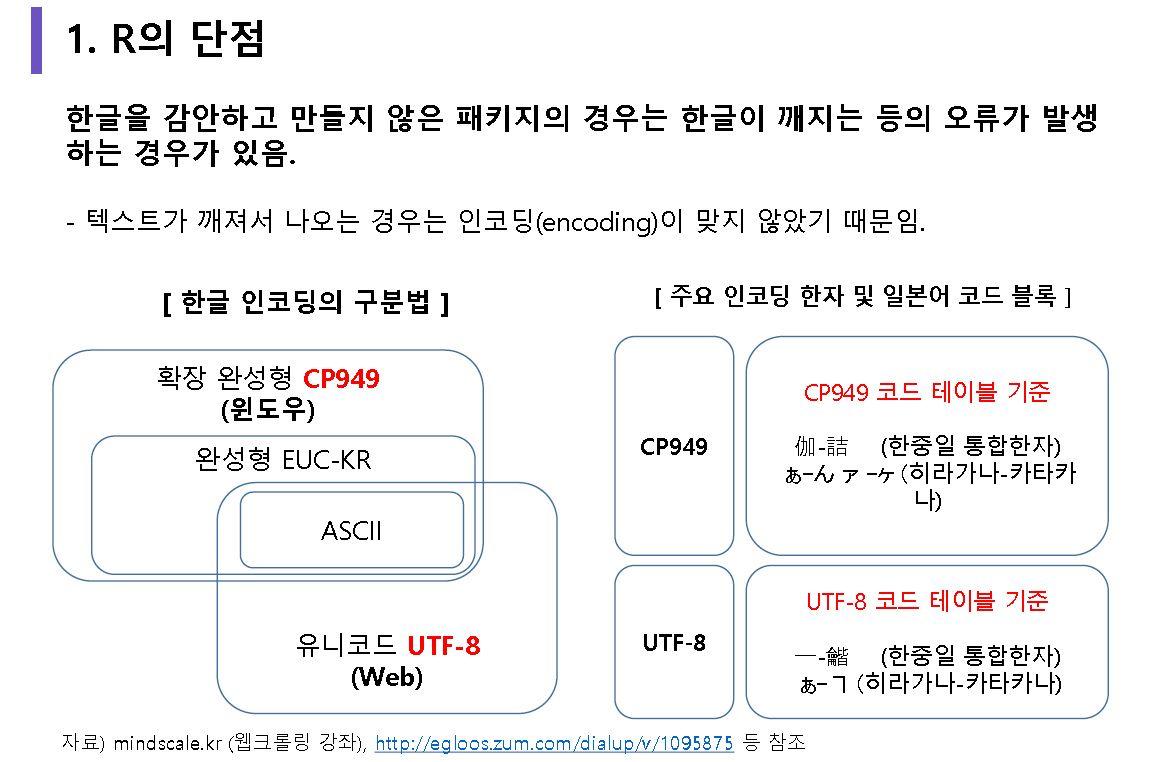 1. R의 단점
한글을 감안하고 만들지 않은 패키지의 경우는 한글이 깨지는 등의 오류가 발생
하는 경우가 있음.
- 텍스트가 깨져서 나오는 경우는 인코딩(encoding)이 맞지 않았기 때문임.
[ 한글 인코딩의 구분법 ]
확장 완성형 CP949
(윈도우)
완성형 EUC-KR
ASCII
유니코드 UTF-8
(Web)
[ 주요 인코딩 한자 및 일본어 코드 블록 ]
CP949
CP949 코드 테이블 기준
伽-詰 (한중일 통합한자)
ぁ-ん ァ -ヶ (히라가나-카타카
나)
UTF-8
UTF-8 코드 테이블 기준
一-龤 (한중일 통합한자)
ぁ-ㄱ (히라가나-카타카나)
자료) mindscale.kr (웹크롤링 강좌), http://egloos.zum.com/dialup/v/1095875 등 참조